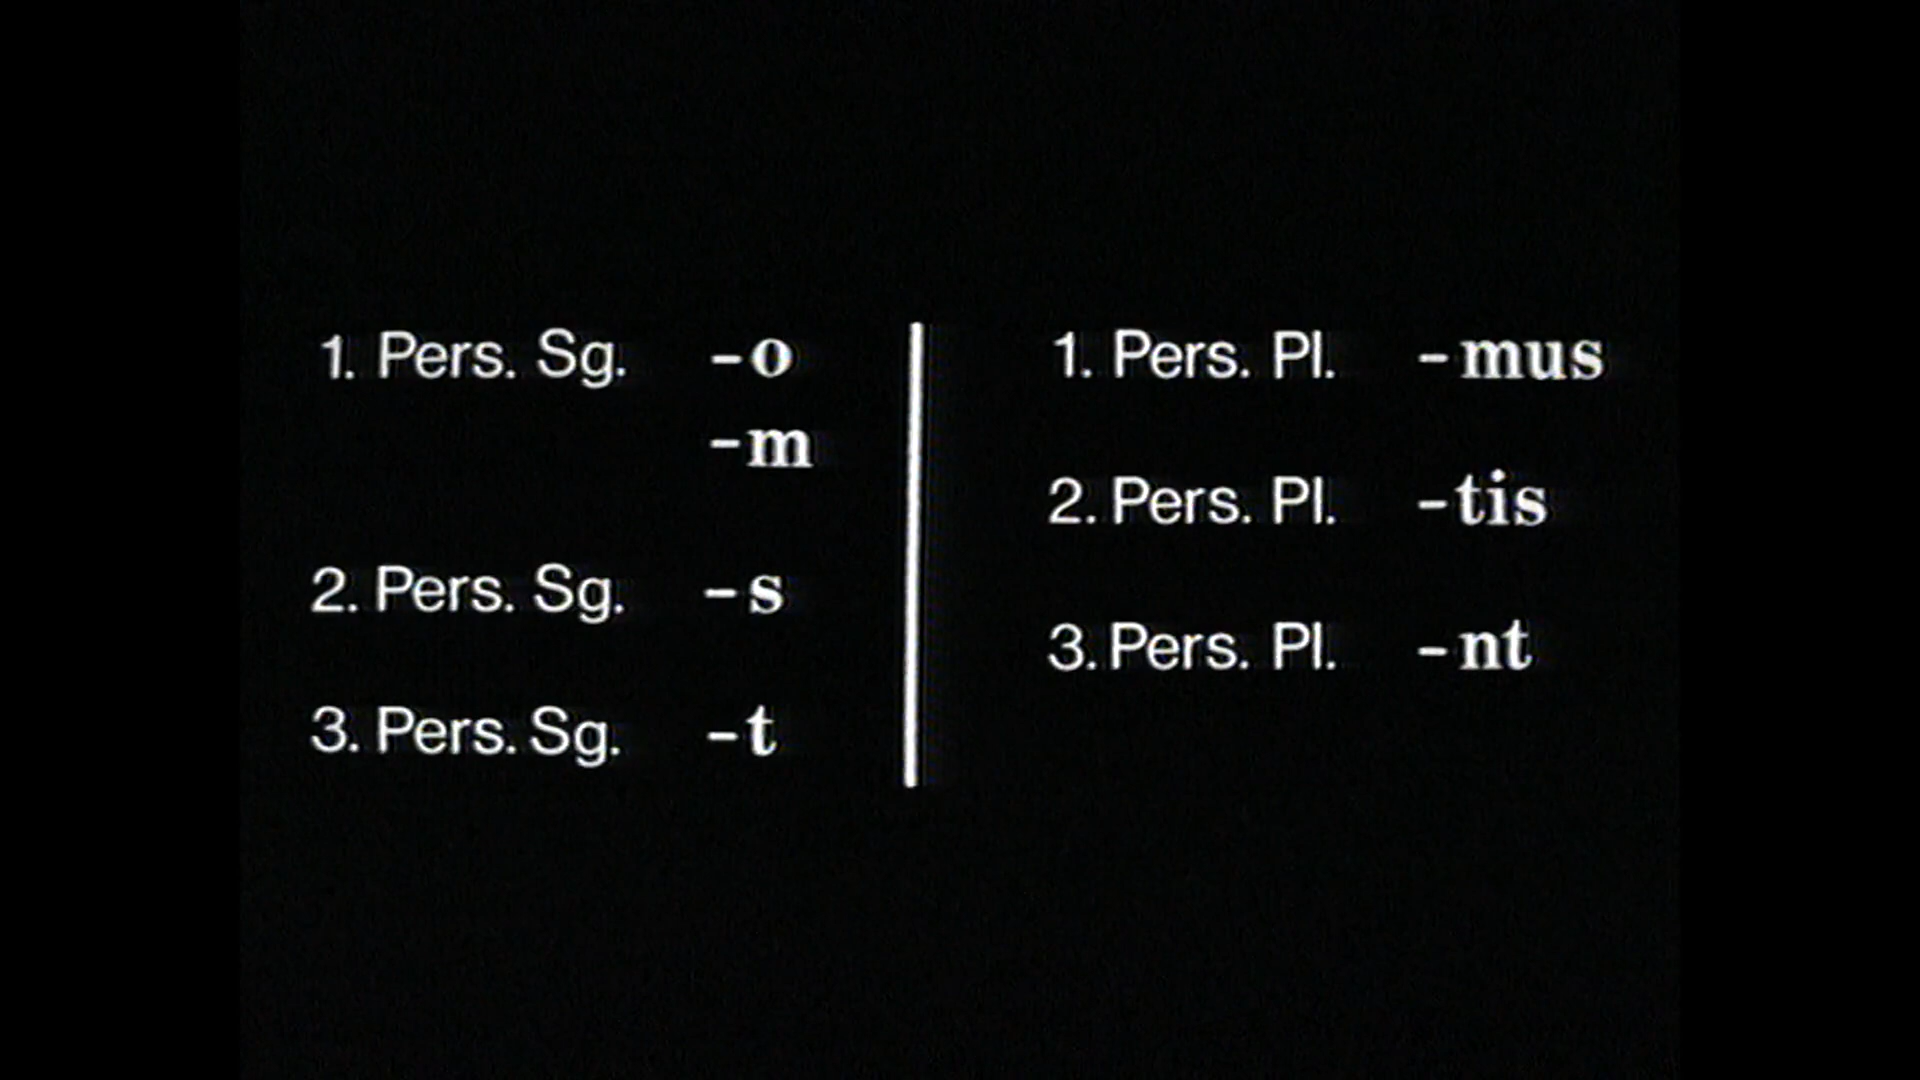 1. Pers. Sg. -o
-m
2. Pers. Sg. -s
3. Pers. Sg. -t
1. Pers. Pl. -mus
2. Pers. Pl. -tis
3. Pers. Pl. -nt